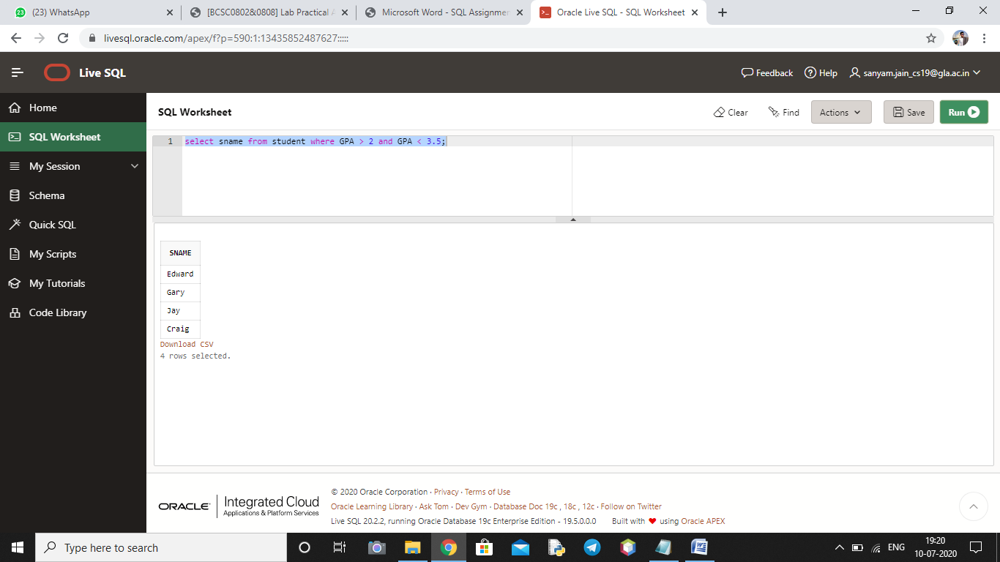 (23) WhatsApp
[BCSC0802&0808] Lab Practical A
Microsoft Word - SQL Assignmen
Oracle Live SQL - SQL Worksheet
livesql.oracle.com/apex/f?p=590:1:13435852487627:::::
Live SQL
Feedback
Help
sanyam.jain_cs19@gla.ac.in
Home
SQL Worksheet
My Session
Schema
Quick SQL
My Scripts
My Tutorials
Code Library
SQL Worksheet
Clear
Find
Actions
Save
Run
1 select sname from student where GPA > 2 and GPA < 3.5;
SNAME
Edward
Gary
Jay
Craig
Download CSV
4 rows selected.
ORACLE Integrated Cloud
Applications & Platform Services
© 2020 Oracle Corporation · Privacy · Terms of Use
Oracle Learning Library · Ask Tom · Dev Gym · Database Doc 19c , 18c , 12c · Follow on Twitter
Live SQL 20.2.2, running Oracle Database 19c Enterprise Edition - 19.5.0.0.0 Built with ❤ using Oracle APEX
Type here to search
ENG
19:20
10-07-2020